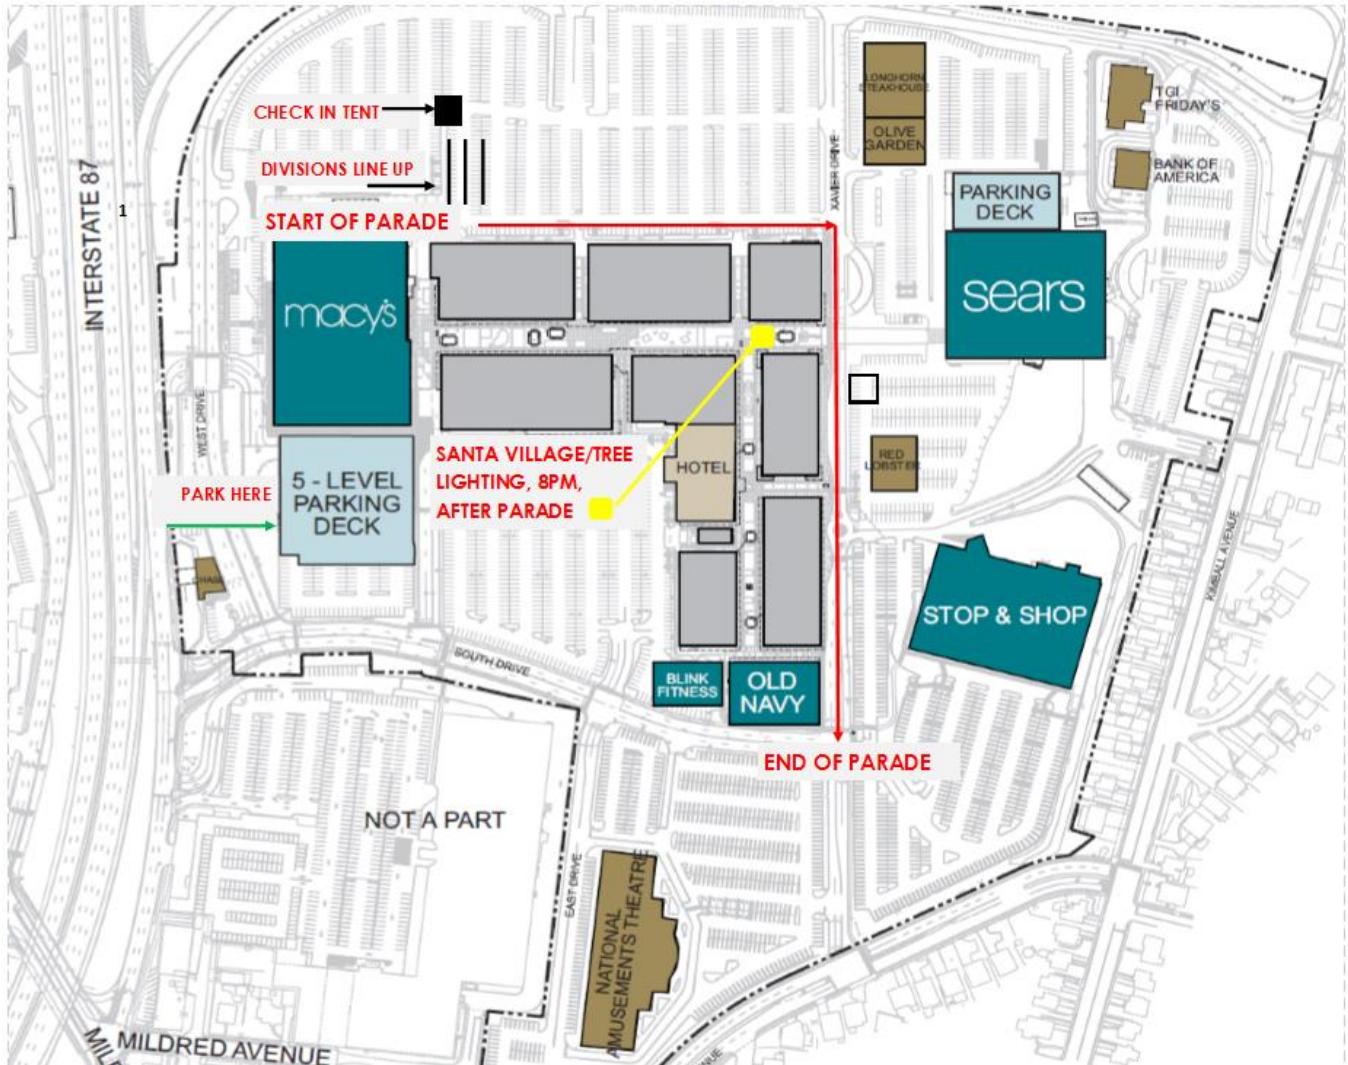 LONGHORN
STEAKHOUSE
TGI
FRIDAY'S
CHECK IN TENT
OLIVE
GARDEN
XAVIER DRIVE
DIVISIONS LINE UP
BANK OF
AMERICA
INTERSTATE 87
1
PARKING
DECK
START OF PARADE
macy's
sears
WEST DRIVE
SANTA VILLAGE/TREE
LIGHTING, 8PM,
AFTER PARADE
HOTEL
RED
LOBSTER
PARK HERE
5 - LEVEL
PARKING
DECK
KIMBALL AVENUE
CHASE
STOP & SHOP
SOUTH DRIVE
BLINK
FITNESS
OLD
NAVY
END OF PARADE
NOT A PART
EAST DRIVE
NATIONAL
AMUSEMENTS THEATRE
MILDRED AVENUE